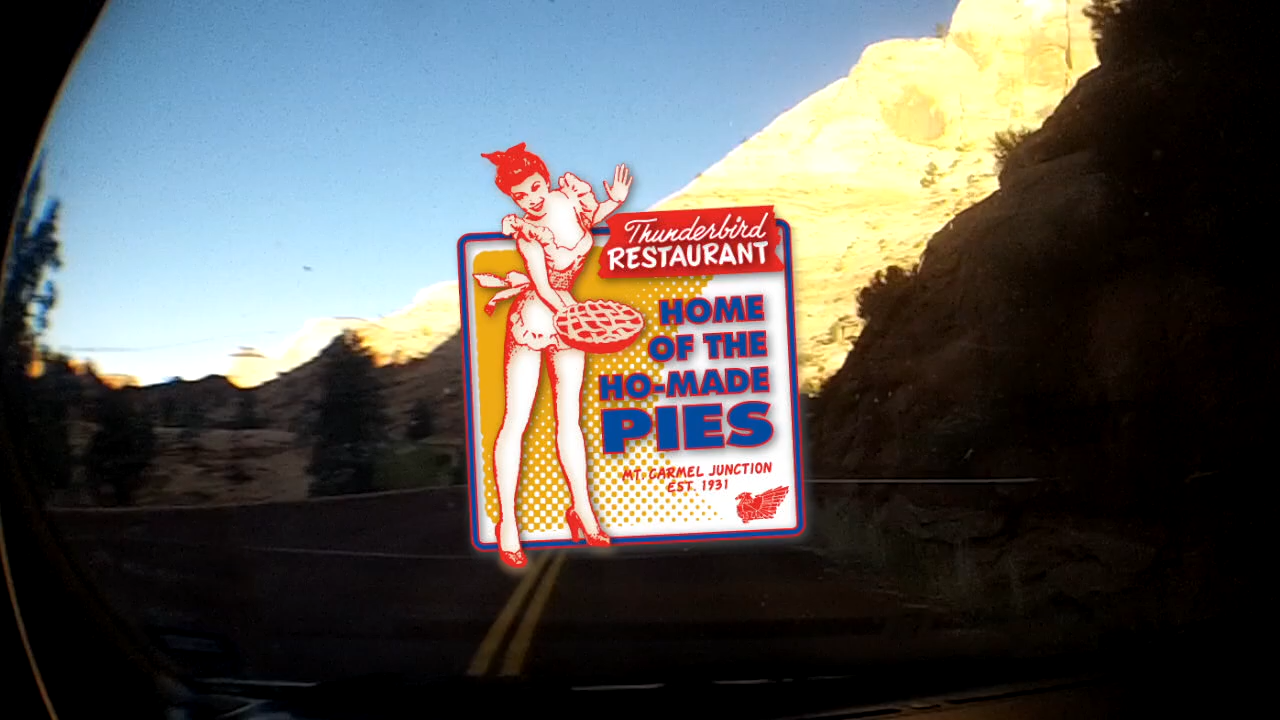 Thunderbird
RESTAURANT
HOME
OF THE
HO-MADE
PIES
MT. CARMEL JUNCTION
EST. 1931